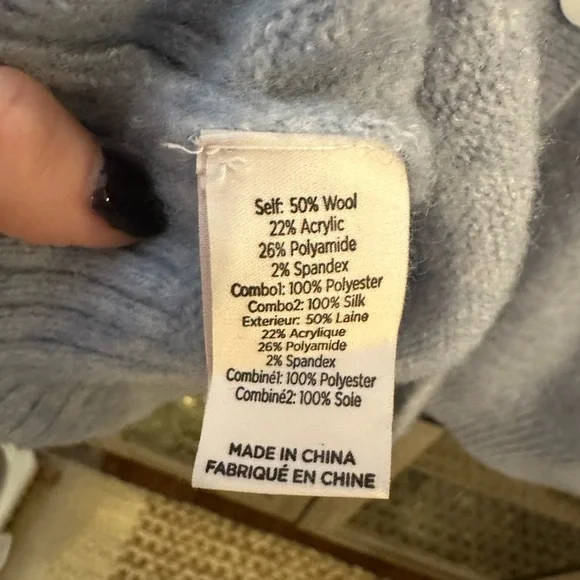 Self: 50% Wool
22% Acrylic
26% Polyamide
2% Spandex
Combo1: 100% Polyester
Combo2: 100% Silk
Exterieur: 50% Laine
22% Acrylique
26% Polyamide
2% Spandex
Combiné1: 100% Polyester
Combiné2: 100% Soie
MADE IN CHINA
FABRIQUÉ EN CHINE